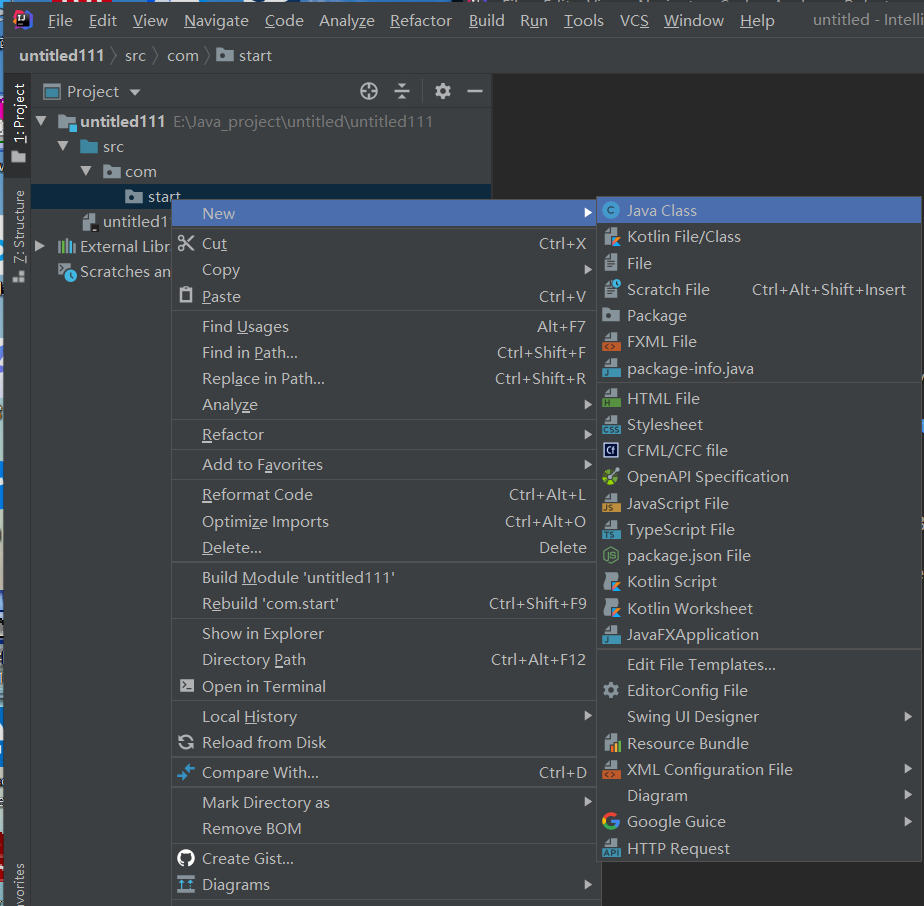 File Edit View Navigate Code Analyze Refactor Build Run Tools VCS Window Help untitled - Intelli
untitled111 src com start
Project
1: Project
untitled111 E:\Java_project\untitled\untitled111
src
com
start
untitled11
External Libr
Scratches an
7: Structure
vorites
New
Cut Ctrl+X
Copy
Paste Ctrl+V
Find Usages Alt+F7
Find in Path... Ctrl+Shift+F
Replace in Path... Ctrl+Shift+R
Analyze
Refactor
Add to Favorites
Reformat Code Ctrl+Alt+L
Optimize Imports Ctrl+Alt+O
Delete... Delete
Build Module 'untitled111'
Rebuild 'com.start' Ctrl+Shift+F9
Show in Explorer
Directory Path Ctrl+Alt+F12
Open in Terminal
Local History
Reload from Disk
Compare With... Ctrl+D
Mark Directory as
Remove BOM
Create Gist...
Diagrams
Java Class
Kotlin File/Class
File
Scratch File Ctrl+Alt+Shift+Insert
Package
FXML File
package-info.java
HTML File
Stylesheet
CFML/CFC file
OpenAPI Specification
JavaScript File
TypeScript File
package.json File
Kotlin Script
Kotlin Worksheet
JavaFXApplication
Edit File Templates...
EditorConfig File
Swing UI Designer
Resource Bundle
XML Configuration File
Diagram
Google Guice
HTTP Request